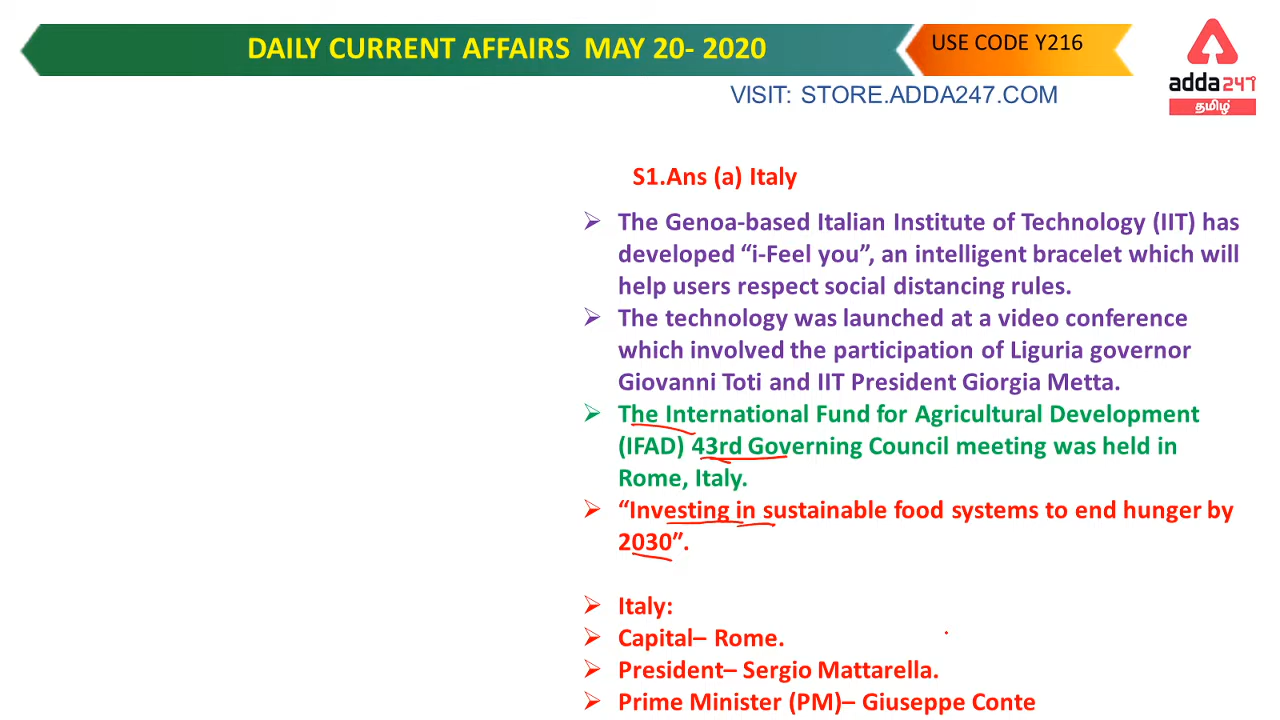 DAILY CURRENT AFFAIRS MAY 20- 2020
USE CODE Y216
adda247
தமிழ்
VISIT: STORE.ADDA247.COM
S1.Ans (a) Italy
➢ The Genoa-based Italian Institute of Technology (IIT) has
developed “i-Feel you”, an intelligent bracelet which will
help users respect social distancing rules.
➢ The technology was launched at a video conference
which involved the participation of Liguria governor
Giovanni Toti and IIT President Giorgia Metta.
➢ The International Fund for Agricultural Development
(IFAD) 43rd Governing Council meeting was held in
Rome, Italy.
➢ “Investing in sustainable food systems to end hunger by
2030”.
➢ Italy:
➢ Capital– Rome.
➢ President– Sergio Mattarella.
➢ Prime Minister (PM)– Giuseppe Conte